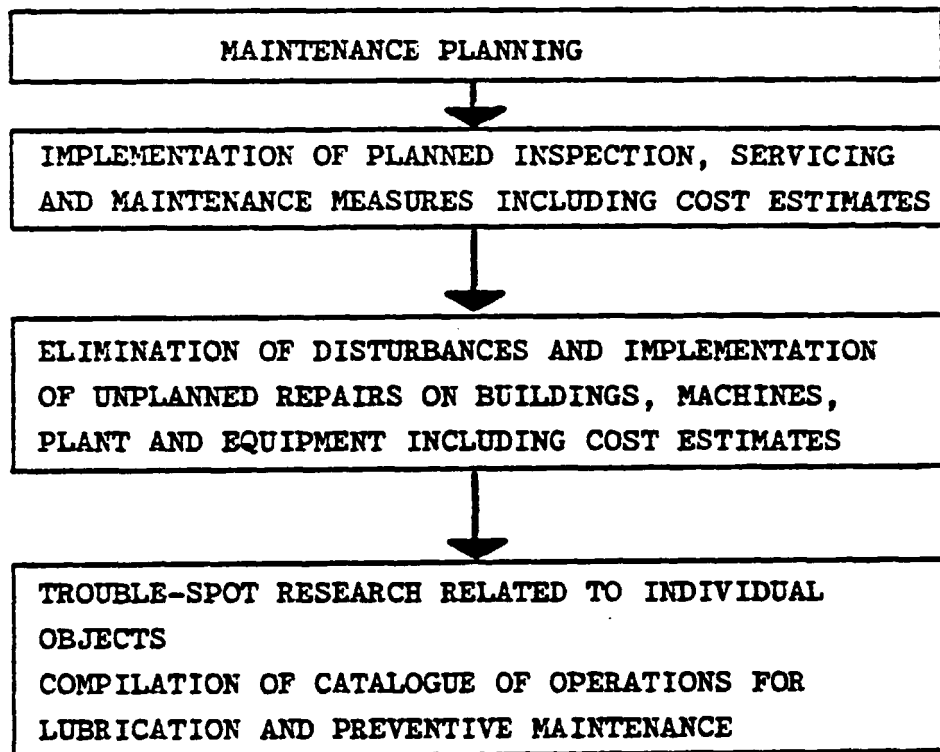 MAINTENANCE PLANNING
IMPLEMENTATION OF PLANNED INSPECTION, SERVICING
AND MAINTENANCE MEASURES INCLUDING COST ESTIMATES
ELIMINATION OF DISTURBANCES AND IMPLEMENTATION
OF UNPLANNED REPAIRS ON BUILDINGS, MACHINES,
PLANT AND EQUIPMENT INCLUDING COST ESTIMATES
TROUBLE-SPOT RESEARCH RELATED TO INDIVIDUAL
OBJECTS
COMPILATION OF CATALOGUE OF OPERATIONS FOR
LUBRICATION AND PREVENTIVE MAINTENANCE